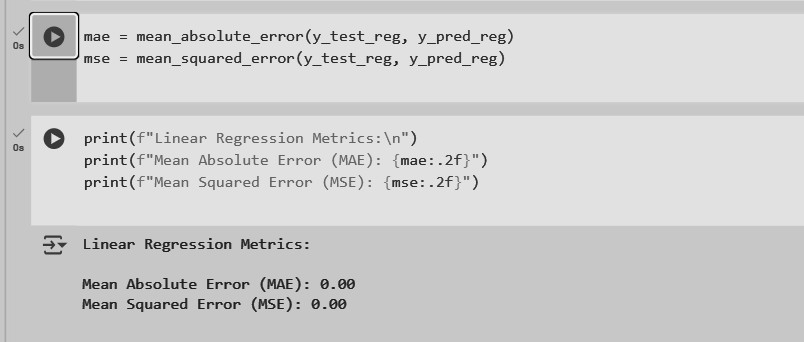 0s
mae = mean_absolute_error(y_test_reg, y_pred_reg)
mse = mean_squared_error(y_test_reg, y_pred_reg)
0s
print(f"Linear Regression Metrics:\n")
print(f"Mean Absolute Error (MAE): {mae:.2f}")
print(f"Mean Squared Error (MSE): {mse:.2f}")
Linear Regression Metrics:
Mean Absolute Error (MAE): 0.00
Mean Squared Error (MSE): 0.00